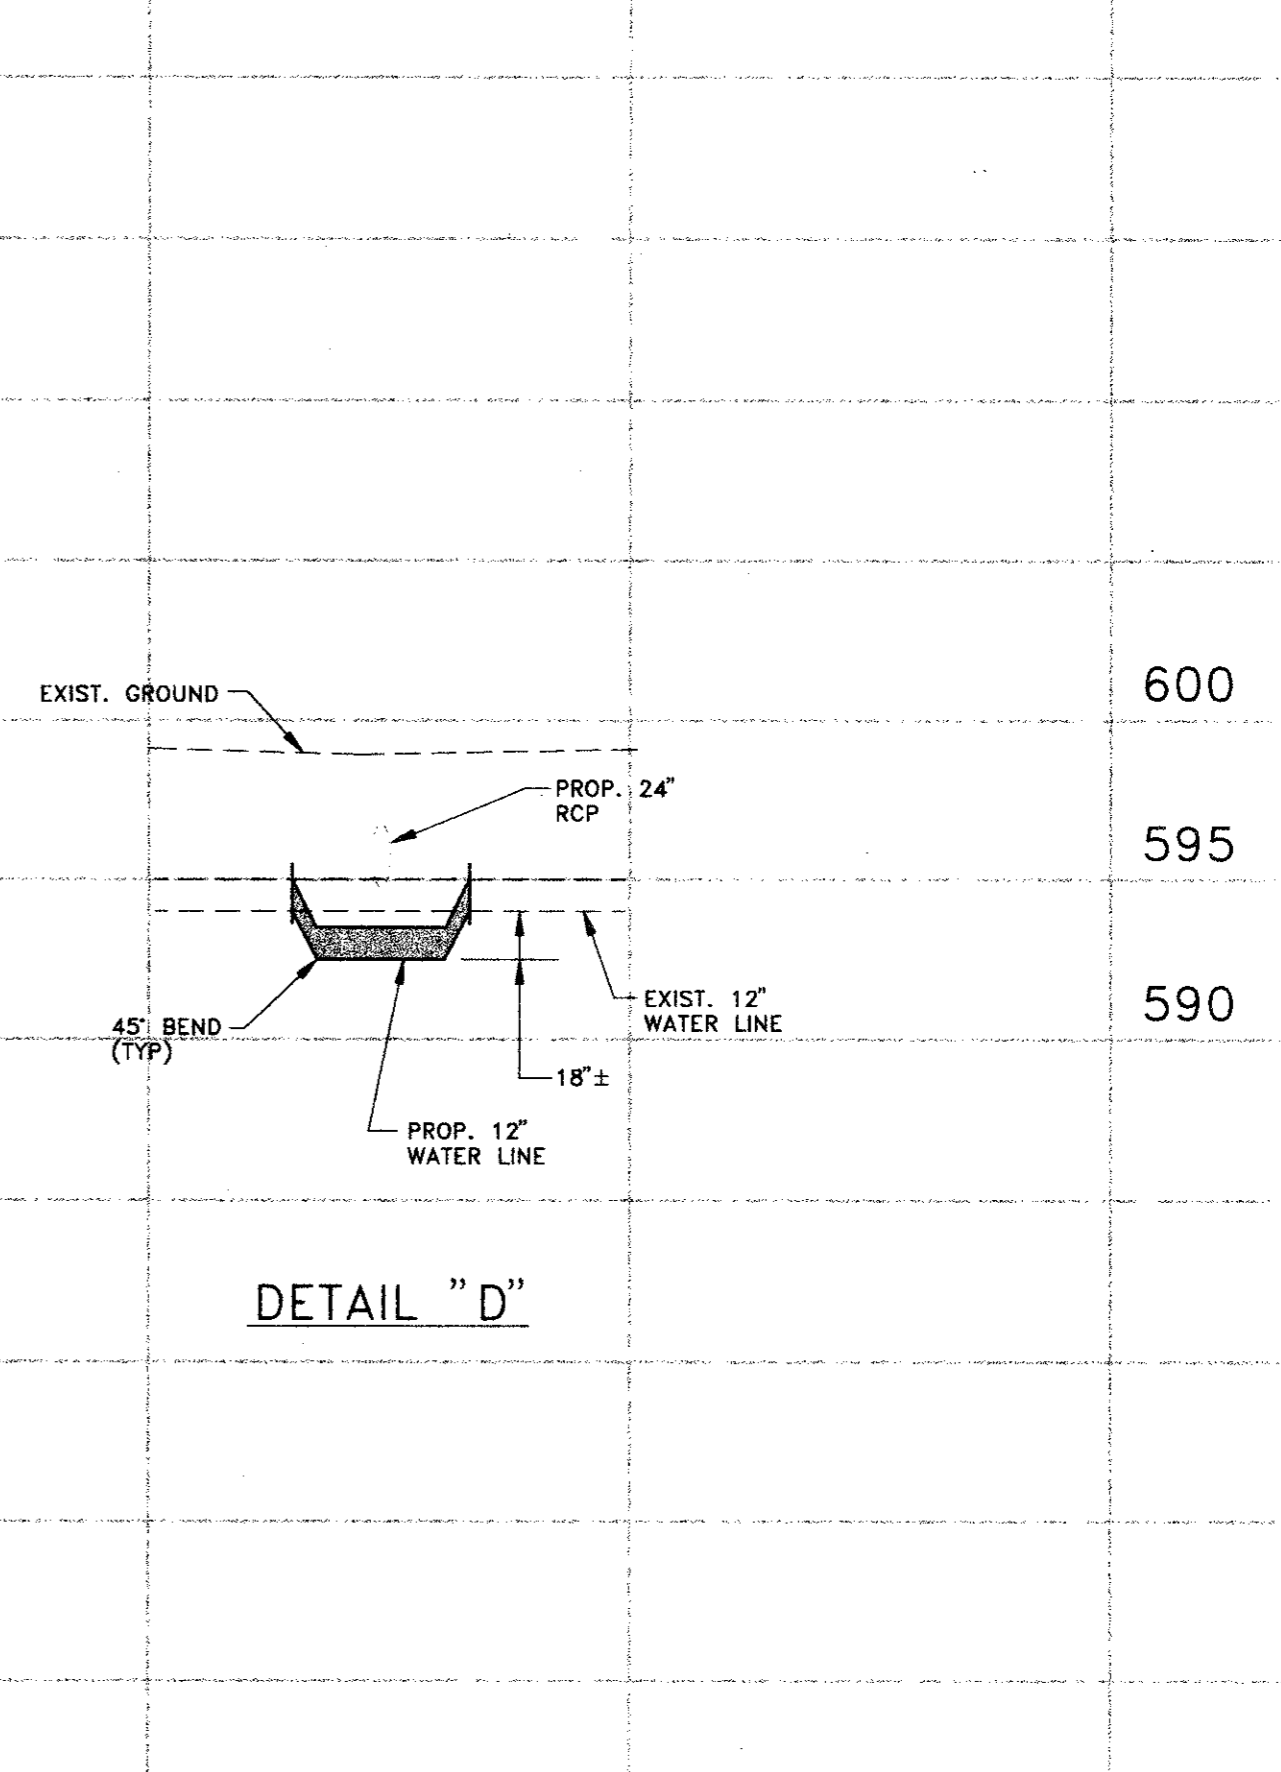 600
EXIST. GROUND
PROP. 24"
RCP
595
EXIST. 12"
WATER LINE
590
45° BEND
(TYP)
18"±
PROP. 12"
WATER LINE
DETAIL "D"